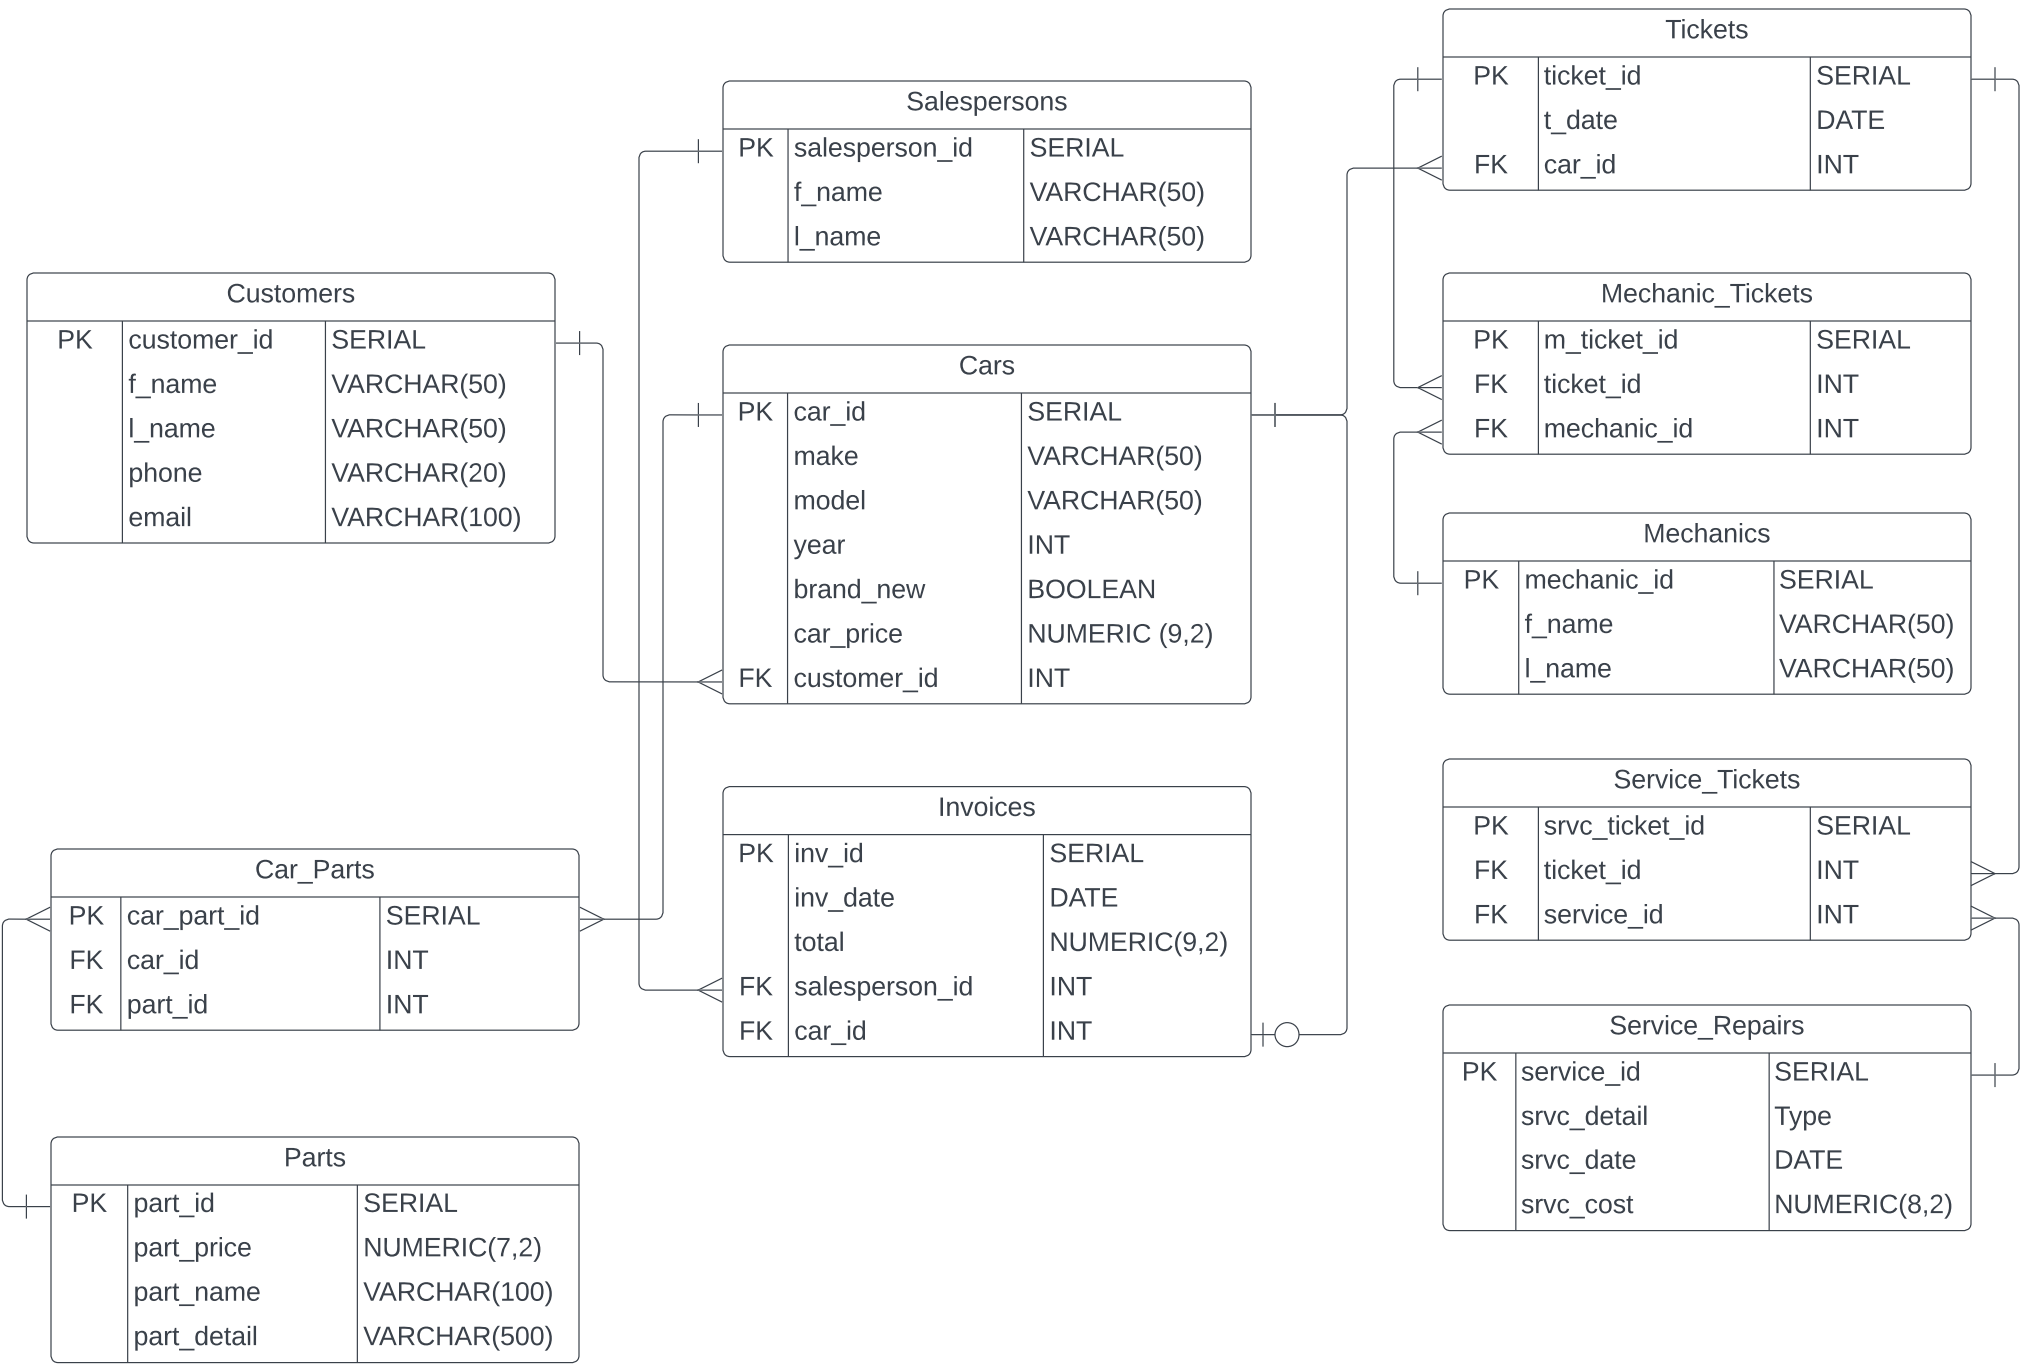 Customers
PK customer_id SERIAL
f_name VARCHAR(50)
l_name VARCHAR(50)
phone VARCHAR(20)
email VARCHAR(100)
Car_Parts
PK car_part_id SERIAL
FK car_id INT
FK part_id INT
Parts
PK part_id SERIAL
part_price NUMERIC(7,2)
part_name VARCHAR(100)
part_detail VARCHAR(500)
Salespersons
PK salesperson_id SERIAL
f_name VARCHAR(50)
l_name VARCHAR(50)
Cars
PK car_id SERIAL
make VARCHAR(50)
model VARCHAR(50)
year INT
brand_new BOOLEAN
car_price NUMERIC (9,2)
FK customer_id INT
Invoices
PK inv_id SERIAL
inv_date DATE
total NUMERIC(9,2)
FK salesperson_id INT
FK car_id INT
Tickets
PK ticket_id SERIAL
t_date DATE
FK car_id INT
Mechanic_Tickets
PK m_ticket_id SERIAL
FK ticket_id INT
FK mechanic_id INT
Mechanics
PK mechanic_id SERIAL
f_name VARCHAR(50)
l_name VARCHAR(50)
Service_Tickets
PK srvc_ticket_id SERIAL
FK ticket_id INT
FK service_id INT
Service_Repairs
PK service_id SERIAL
srvc_detail Type
srvc_date DATE
srvc_cost NUMERIC(8,2)